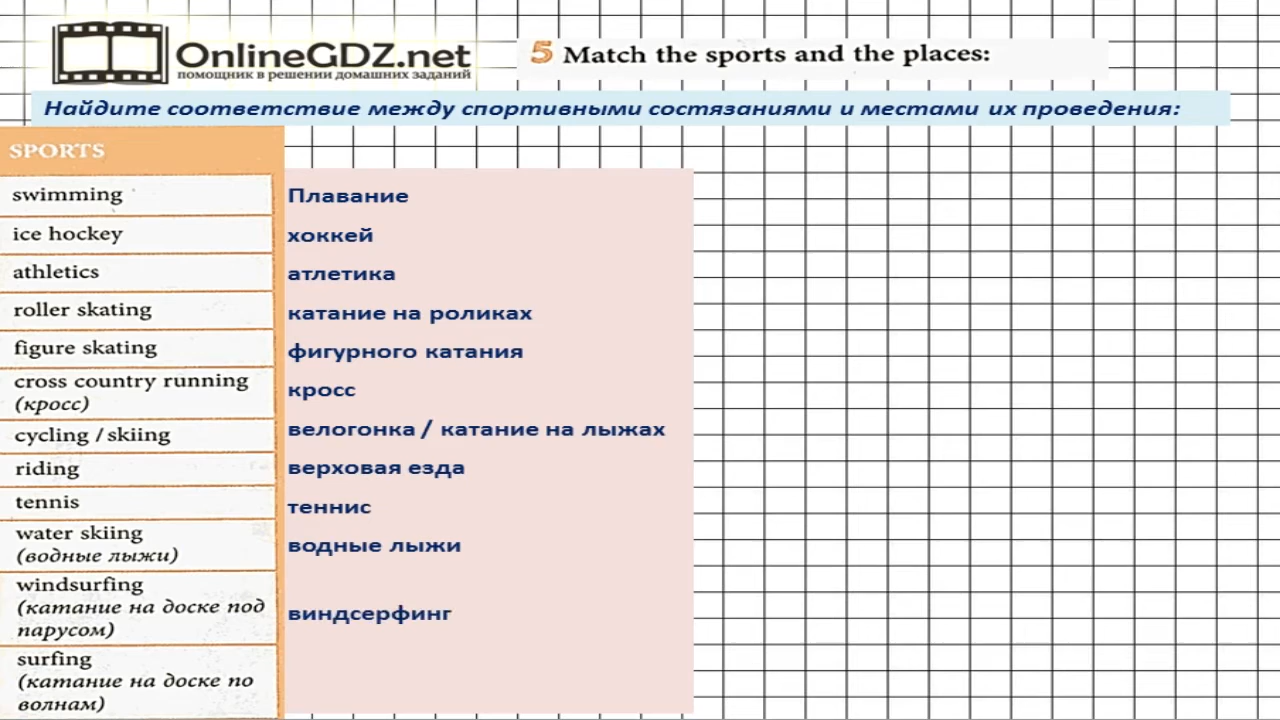 OnlineGDZ.net
помощник в решении домашних заданий
5 Match the sports and the places:
Найдите соответствие между спортивными состязаниями и местами их проведения:
SPORTS
swimming
Плавание
ice hockey
хоккей
athletics
атлетика
roller skating
катание на роликах
figure skating
фигурного катания
cross country running
(кросс)
кросс
cycling / skiing
велогонка / катание на лыжах
riding
верховая езда
tennis
теннис
water skiing
(водные лыжи)
водные лыжи
windsurfing
(катание на доске под
парусом)
виндсерфинг
surfing
(катание на доске по
волнам)